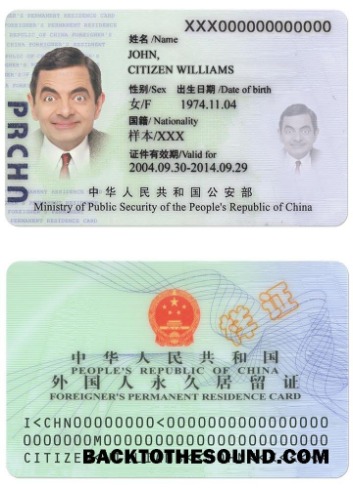 XXX000000000000
姓名/Name
JOHN,
CITIZEN WILLIAMS
性别/Sex 出生日期/Date of birth
女/F 1974.11.04
国籍/Nationality
样本/XXX
证件有效期/Valid for
2004.09.30-2014.09.29
PRCHN
中华人民共和国公安部
Ministry of Public Security of the People's Republic of China
样证
中华人民共和国
PEOPLE'S REPUBLIC OF CHINA
外国人永久居留证
FOREIGNER'S PERMANENT RESIDENCE CARD
I<CHN00000000<000000000000000
0000000M000000000000000000000
CITIZE
BACKTOTHESOUND.COM